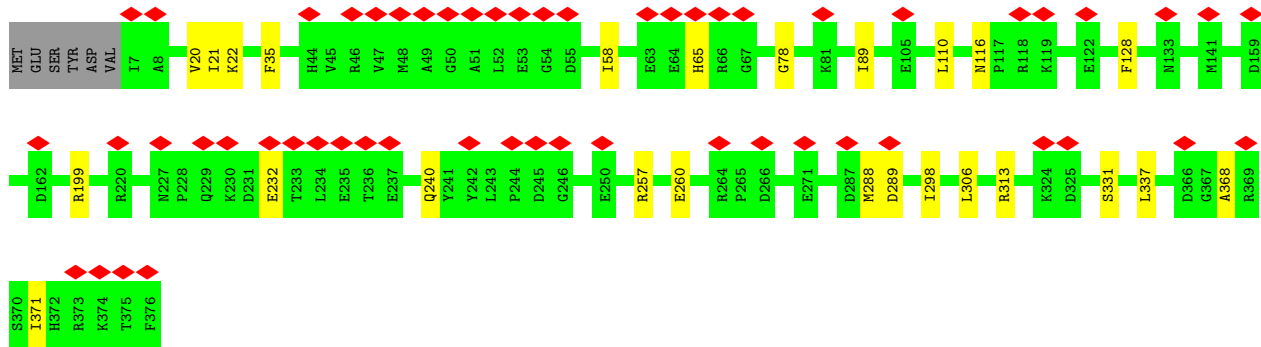 MET GLU SER TYR ASP VAL I7 A8 V20 I21 K22 F35 H44 V45 R46 V47 M48 A49 G50 A51 L52 E53 G54 D55 I58 E63 E64 H65 R66 G67 G78 K81 I89 E105 L110 N116 P117 R118 K119 E122 F128 N133 M141 D159
D162 R199 R220 N227 P228 Q229 K230 D231 E232 T233 L234 E235 T236 E237 Q240 Y241 Y242 L243 P244 D245 G246 E250 R257 E260 R264 P265 D266 E271 D287 M288 D289 I298 L306 R313 K324 D325 S331 L337 D366 G367 A368 R369
S370 I371 H372 R373 K374 T375 F376